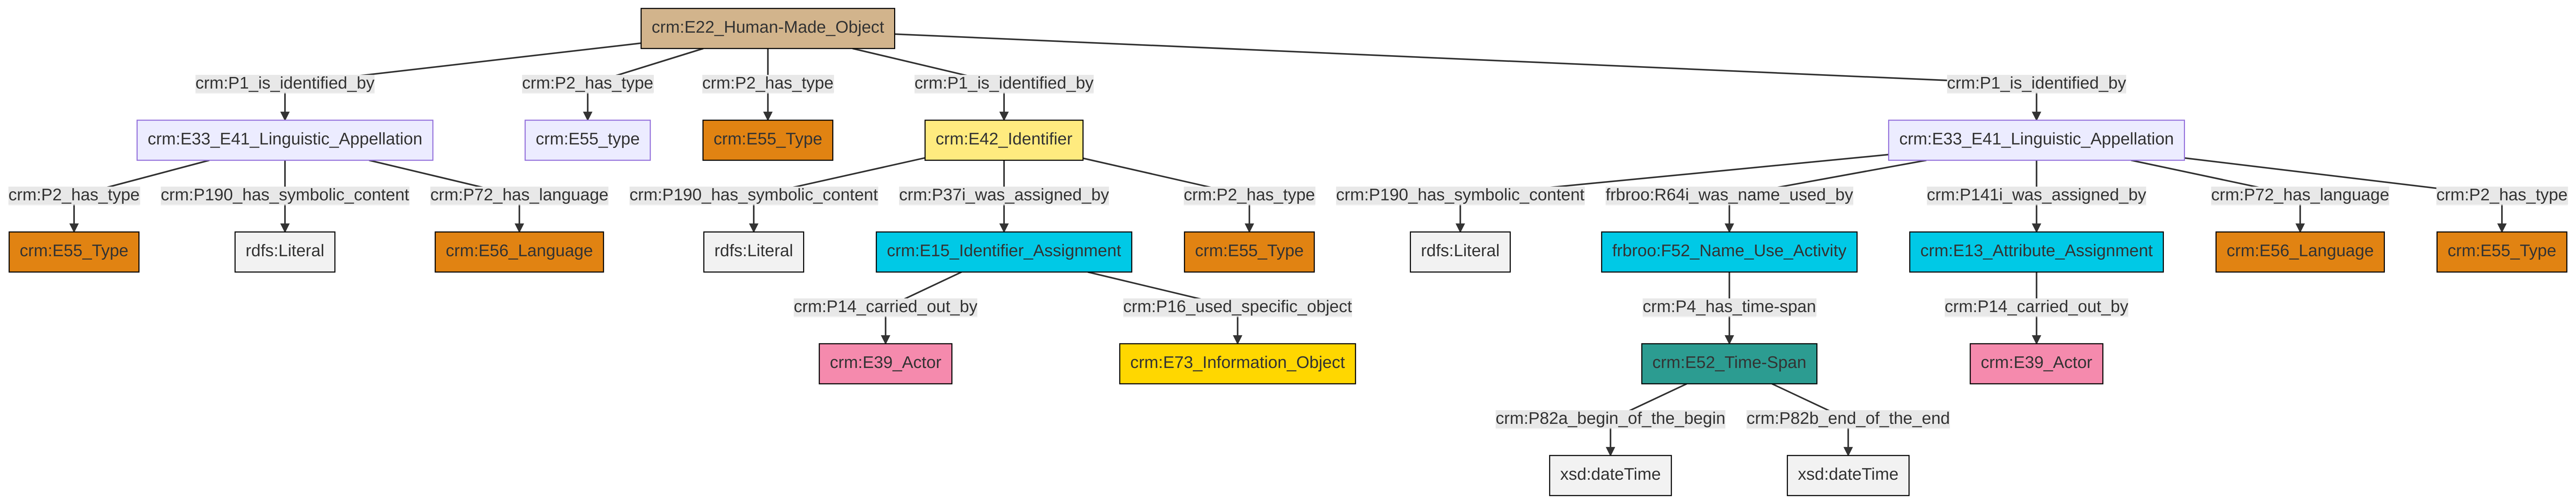 crm:E22_Human-Made_Object
crm:P1_is_identified_by
crm:P2_has_type
crm:P2_has_type
crm:P1_is_identified_by
crm:P1_is_identified_by
crm:E33_E41_Linguistic_Appellation
crm:E55_type
crm:E55_Type
crm:E42_Identifier
crm:E33_E41_Linguistic_Appellation
crm:P2_has_type
crm:P190_has_symbolic_content
crm:P72_has_language
crm:P190_has_symbolic_content
crm:P37i_was_assigned_by
crm:P2_has_type
crm:P190_has_symbolic_content
frbroo:R64i_was_name_used_by
crm:P141i_was_assigned_by
crm:P72_has_language
crm:P2_has_type
crm:E55_Type
rdfs:Literal
crm:E56_Language
rdfs:Literal
crm:E15_Identifier_Assignment
crm:E55_Type
rdfs:Literal
frbroo:F52_Name_Use_Activity
crm:E13_Attribute_Assignment
crm:E56_Language
crm:E55_Type
crm:P14_carried_out_by
crm:P16_used_specific_object
crm:P4_has_time-span
crm:P14_carried_out_by
crm:E39_Actor
crm:E73_Information_Object
crm:E52_Time-Span
crm:E39_Actor
crm:P82a_begin_of_the_begin
crm:P82b_end_of_the_end
xsd:dateTime
xsd:dateTime